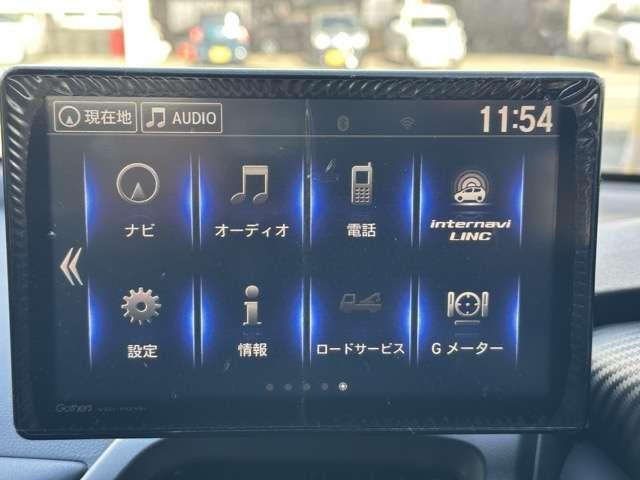 現在地 AUDIO 11:54
ナビ オーディオ 電話 internavi LINC
設定 情報 ロードサービス Gメーター
Gathers